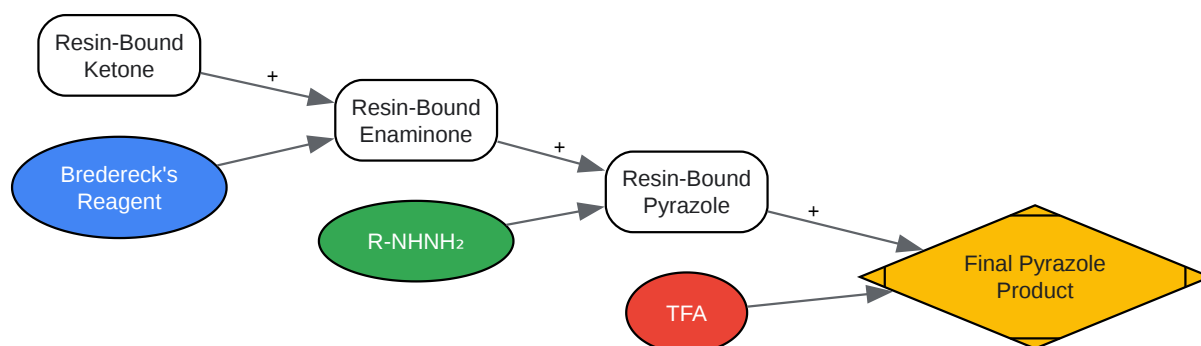 Resin-Bound
Ketone
+
Bredereck's
Reagent
Resin-Bound
Enaminone
+
R-NHNH₂
Resin-Bound
Pyrazole
+
TFA
Final Pyrazole
Product